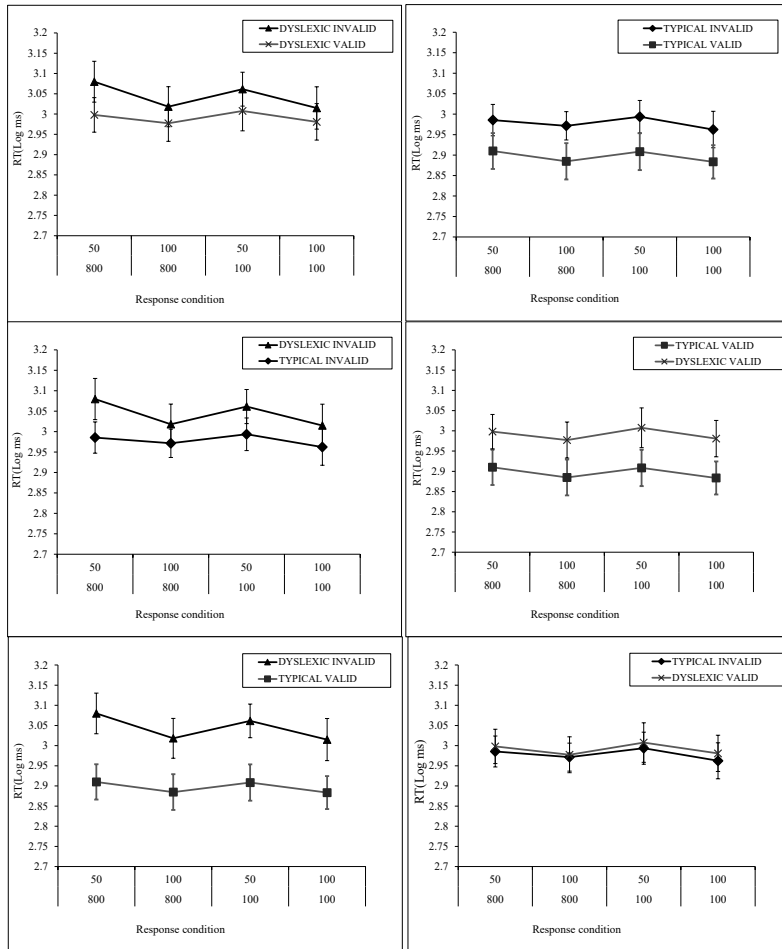 DYSLEXIC INVALID
DYSLEXIC VALID
RT(Log ms)
3.2
3.15
3.1
3.05
3
2.95
2.9
2.85
2.8
2.75
2.7
50 100 50 100
800 800 100 100
Response condition
TYPICAL INVALID
TYPICAL VALID
RT(Log ms)
3.2
3.15
3.1
3.05
3
2.95
2.9
2.85
2.8
2.75
2.7
50 100 50 100
800 800 100 100
Response condition
DYSLEXIC INVALID
TYPICAL INVALID
RT(Log ms)
3.2
3.15
3.1
3.05
3
2.95
2.9
2.85
2.8
2.75
2.7
50 100 50 100
800 800 100 100
Response condition
TYPICAL VALID
DYSLEXIC VALID
RT(Log ms)
3.2
3.15
3.1
3.05
3
2.95
2.9
2.85
2.8
2.75
2.7
50 100 50 100
800 800 100 100
Response condition
DYSLEXIC INVALID
TYPICAL VALID
RT(Log ms)
3.2
3.15
3.1
3.05
3
2.95
2.9
2.85
2.8
2.75
2.7
50 100 50 100
800 800 100 100
Response condition
TYPICAL INVALID
DYSLEXIC VALID
RT(Log ms)
3.2
3.15
3.1
3.05
3
2.95
2.9
2.85
2.8
2.75
2.7
50 100 50 100
800 800 100 100
Response condition